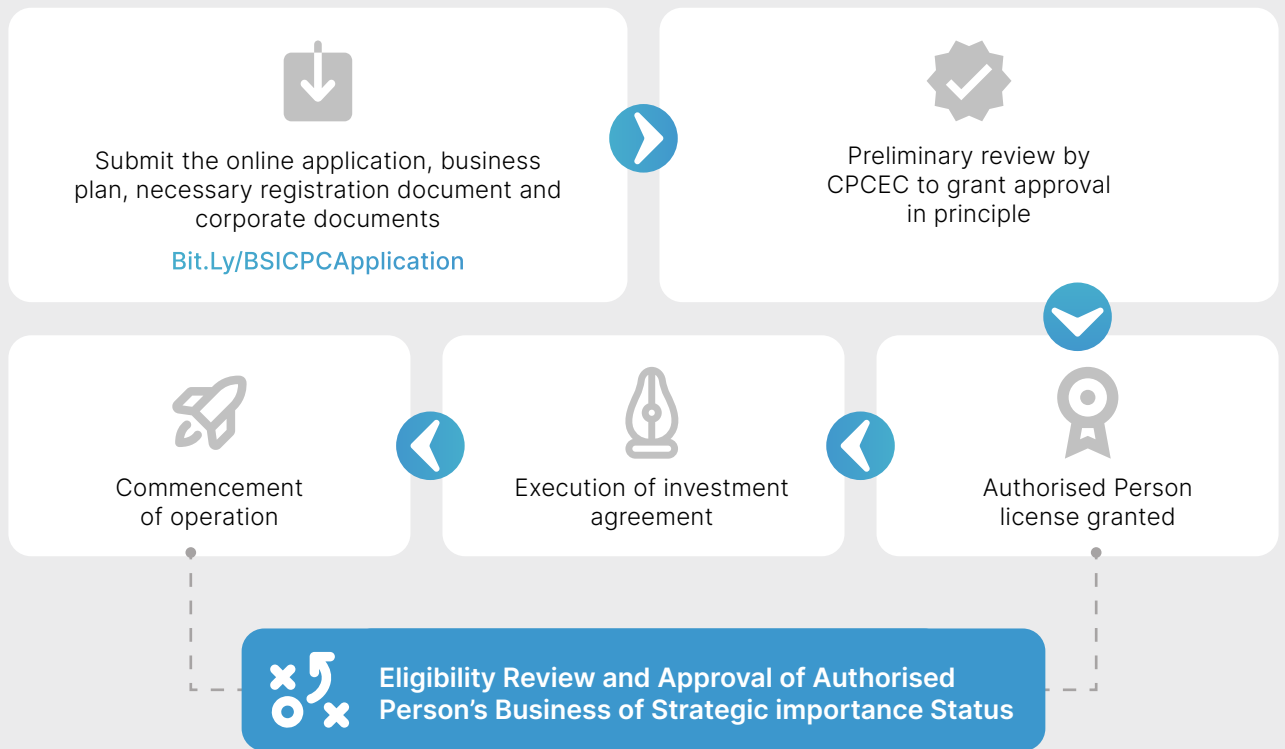 Submit the online application, business
plan, necessary registration document and
corporate documents
Bit.Ly/BSICPCApplication
Preliminary review by
CPCEC to grant approval
in principle
Authorised Person
license granted
Execution of investment
agreement
Commencement
of operation
Eligibility Review and Approval of Authorised
Person’s Business of Strategic importance Status